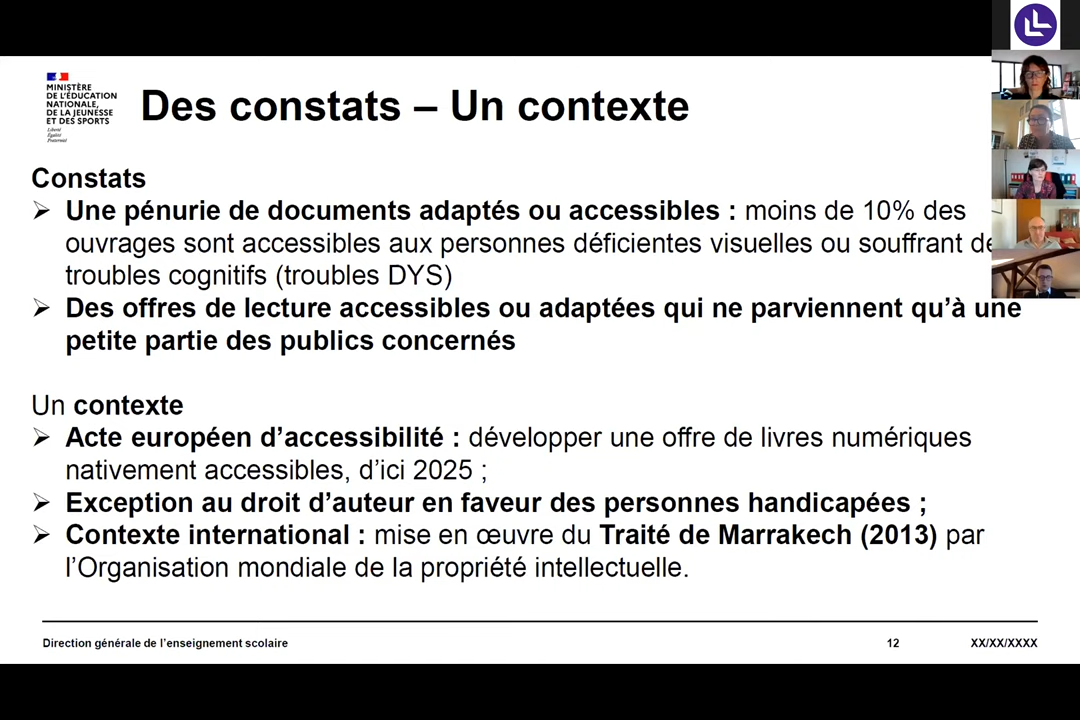 MINISTÈRE
DE L'ÉDUCATION
NATIONALE,
DE LA JEUNESSE
ET DES SPORTS
Liberté
Égalité
Fraternité
Des constats – Un contexte
Constats
➢ Une pénurie de documents adaptés ou accessibles : moins de 10% des
ouvrages sont accessibles aux personnes déficientes visuelles ou souffrant de
troubles cognitifs (troubles DYS)
➢ Des offres de lecture accessibles ou adaptées qui ne parviennent qu'à une
petite partie des publics concernés
Un contexte
➢ Acte européen d'accessibilité : développer une offre de livres numériques
nativement accessibles, d'ici 2025 ;
➢ Exception au droit d'auteur en faveur des personnes handicapées ;
➢ Contexte international : mise en œuvre du Traité de Marrakech (2013) par
l'Organisation mondiale de la propriété intellectuelle.
Direction générale de l'enseignement scolaire
12
XX/XX/XXXX